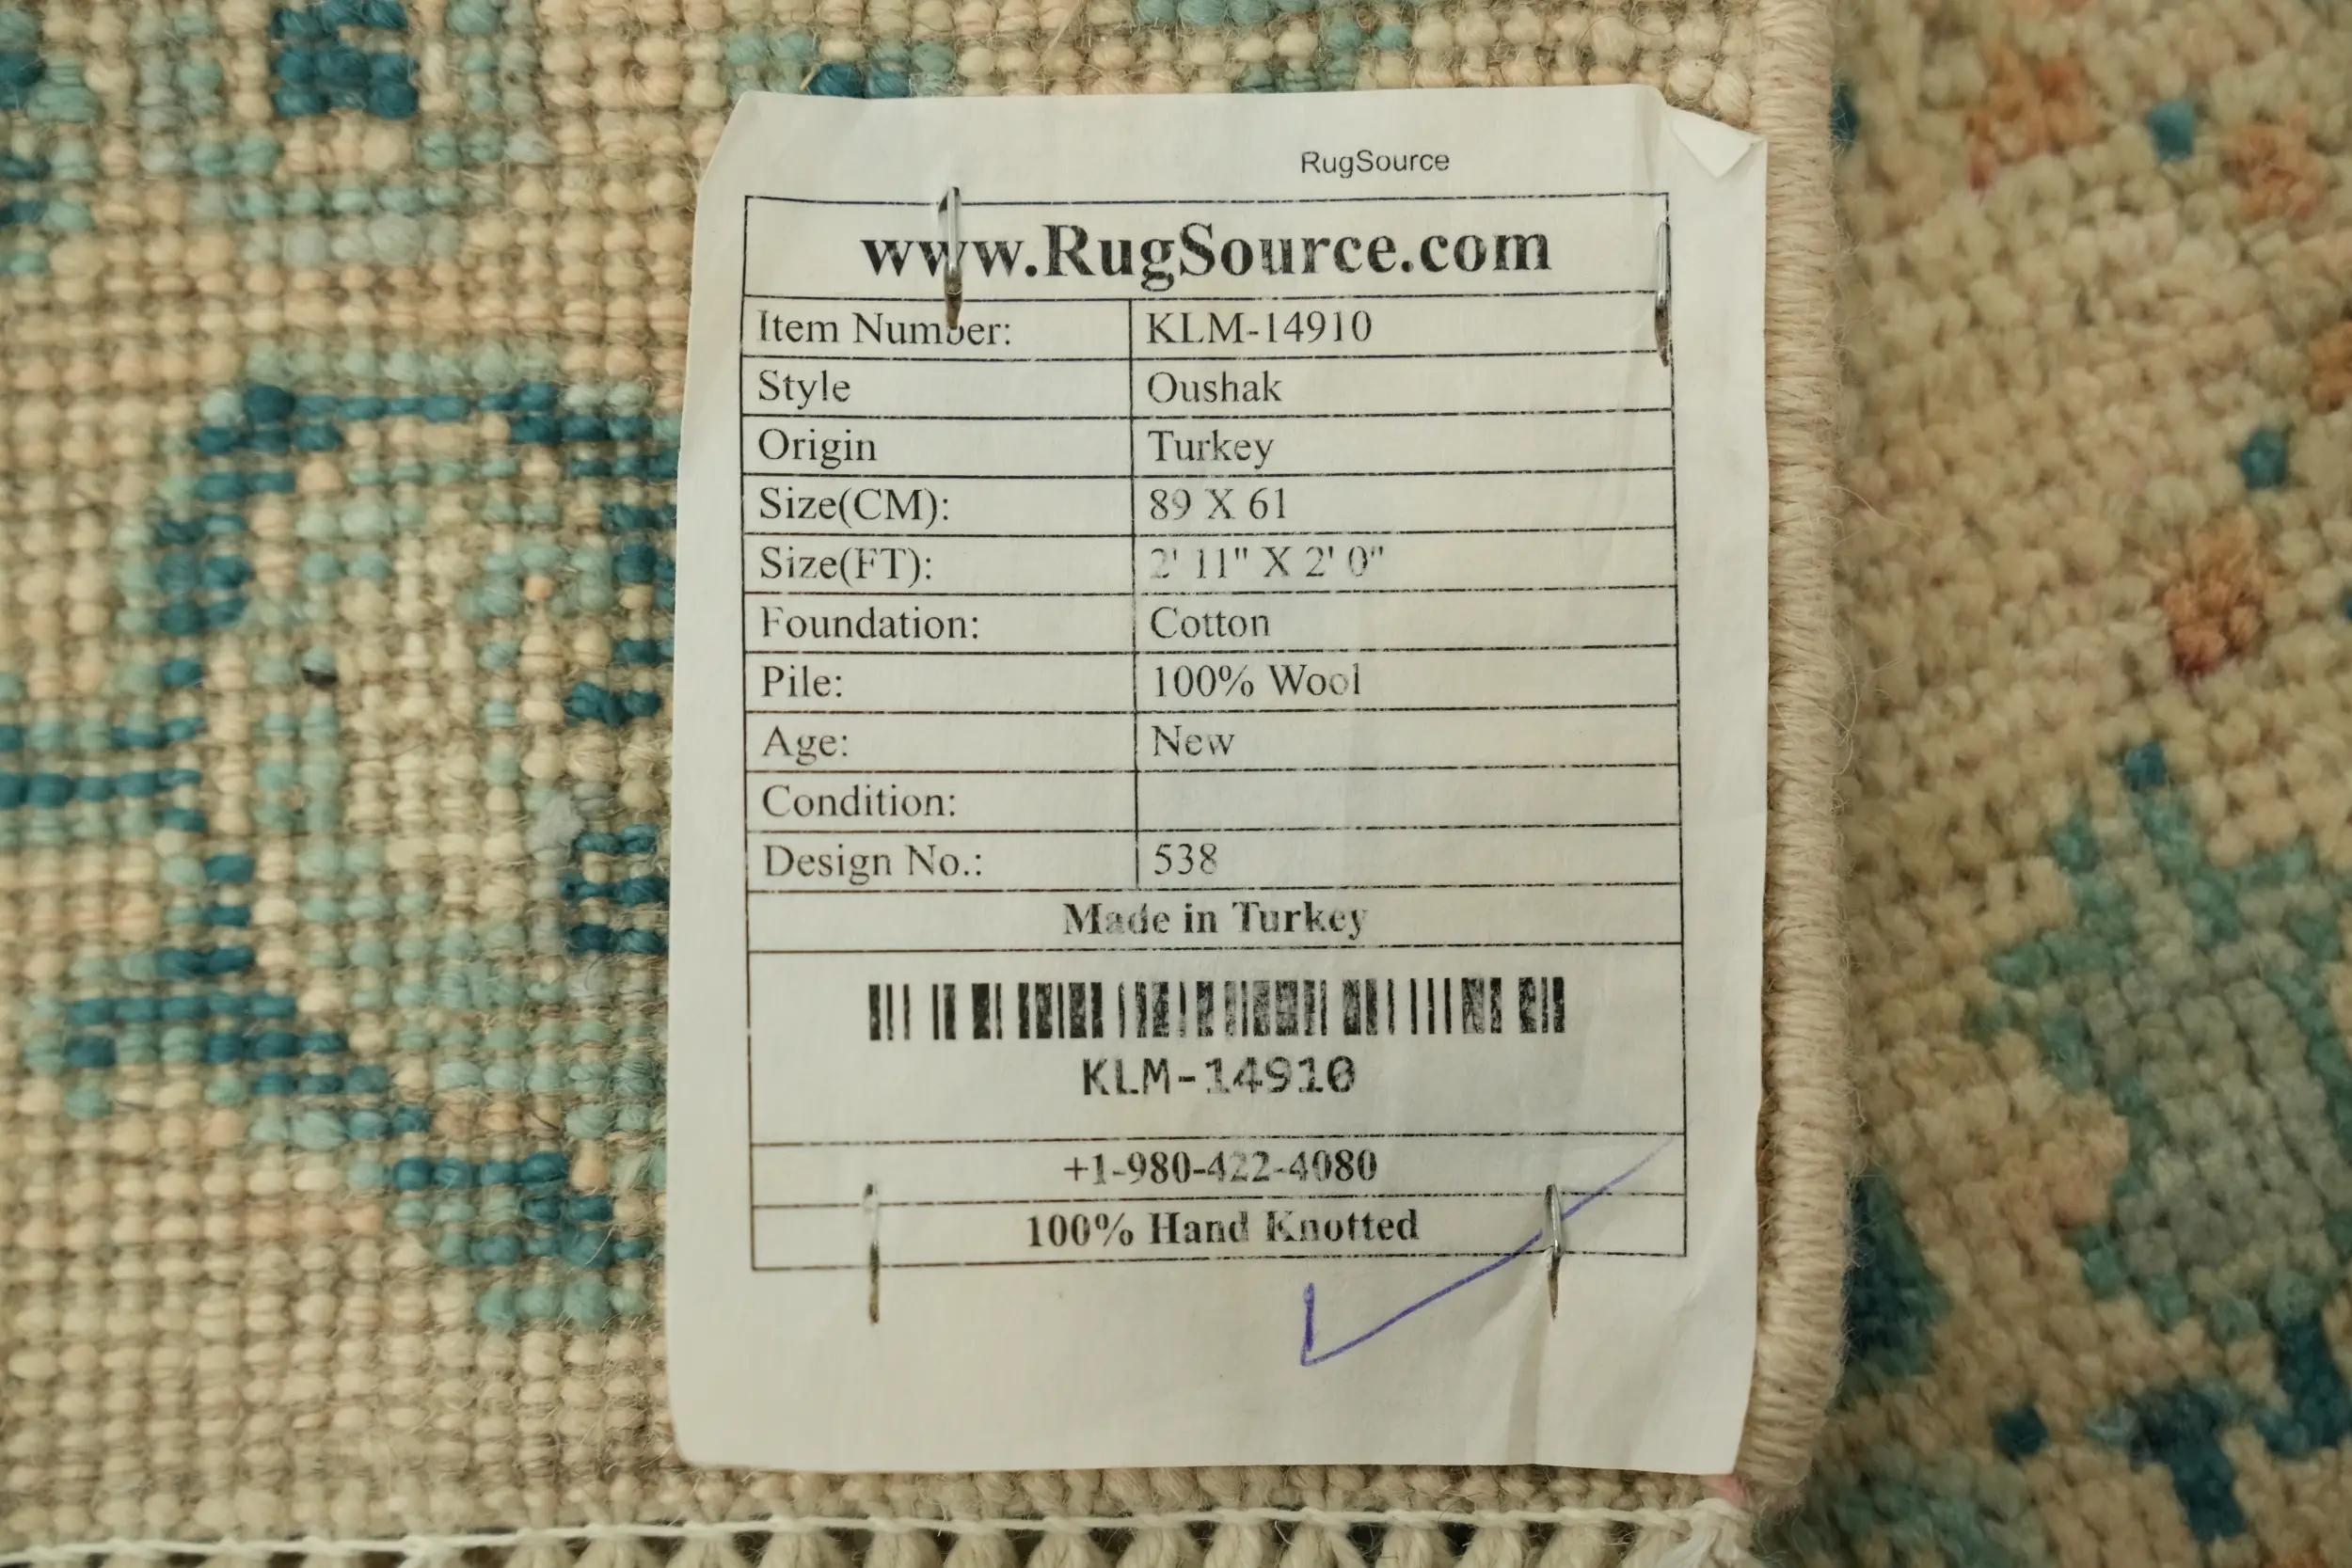 RugSource
www.RugSource.com
Item Number: KLM-14910
Style Oushak
Origin Turkey
Size(CM): 89 X 61
Size(FT): 2' 11" X 2' 0"
Foundation: Cotton
Pile: 100% Wool
Age: New
Condition:
Design No.: 538
Made in Turkey
KLM-14910
+1-980-422-4080
100% Hand Knotted